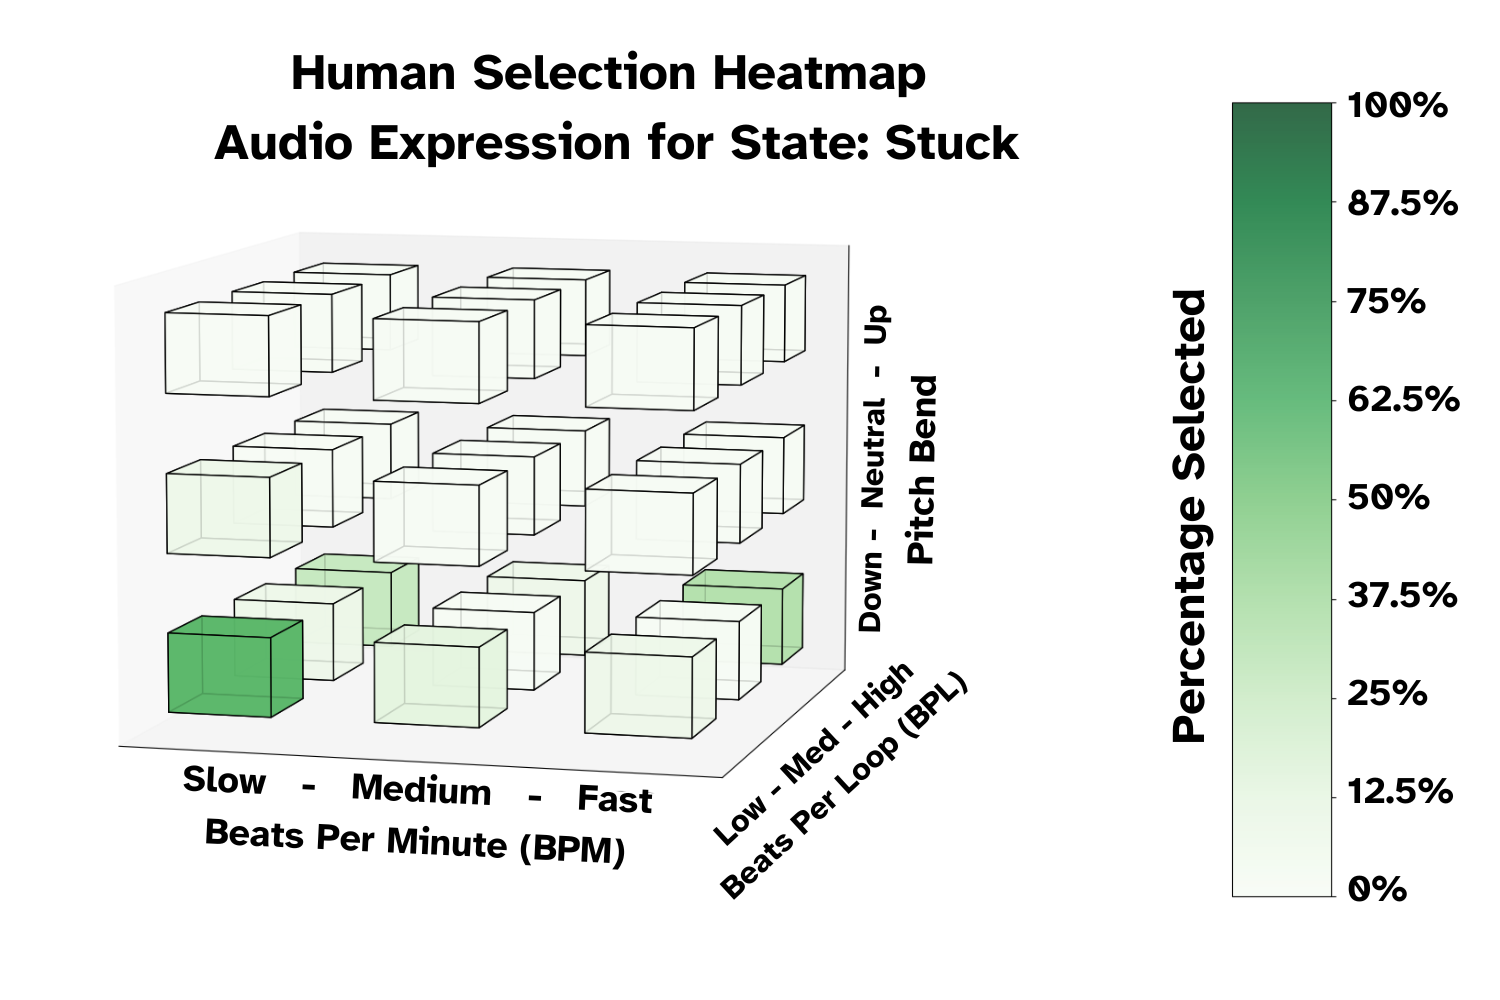 Human Selection Heatmap
Audio Expression for State: Stuck
Slow - Medium - Fast
Beats Per Minute (BPM)
Low - Med - High
Beats Per Loop (BPL)
Down - Neutral - Up
Pitch Bend
Percentage Selected
100%
87.5%
75%
62.5%
50%
37.5%
25%
12.5%
0%